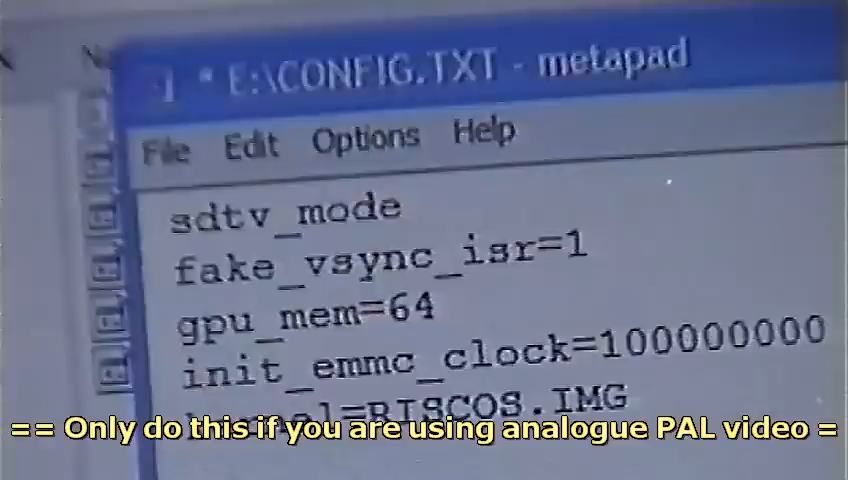 * E:\CONFIG.TXT - metapad
File Edit Options Help
sdtv_mode
fake_vsync_isr=1
gpu_mem=64
init_emmc_clock=100000000
kernel=RISCOS.IMG
== Only do this if you are using analogue PAL video =